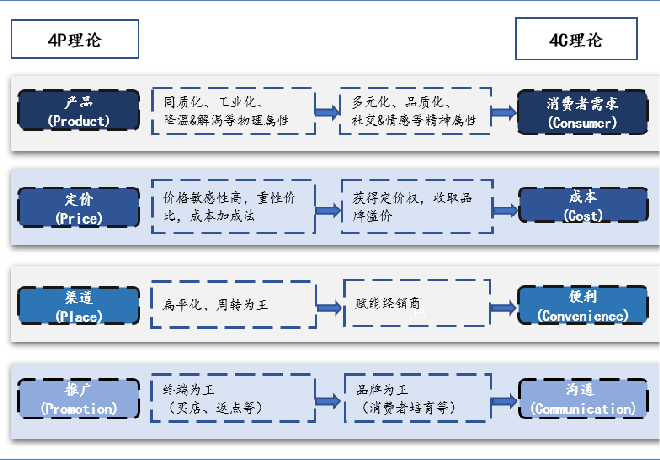 4P理论
4C理论
产品
(Product)
同质化、工业化、
降温&解渴等物理属性
多元化、品质化、
社交&情感等精神属性
消费者需求
(Consumer)
定价
(Price)
价格敏感性高，重性价
比，成本加成法
获得定价权，收取品
牌溢价
成本
(Cost)
渠道
(Place)
扁平化、周转为王
赋能经销商
便利
(Convenience)
推广
(Promotion)
终端为王
（买店、返点等）
品牌为王
（消费者培育等）
沟通
(Communication)